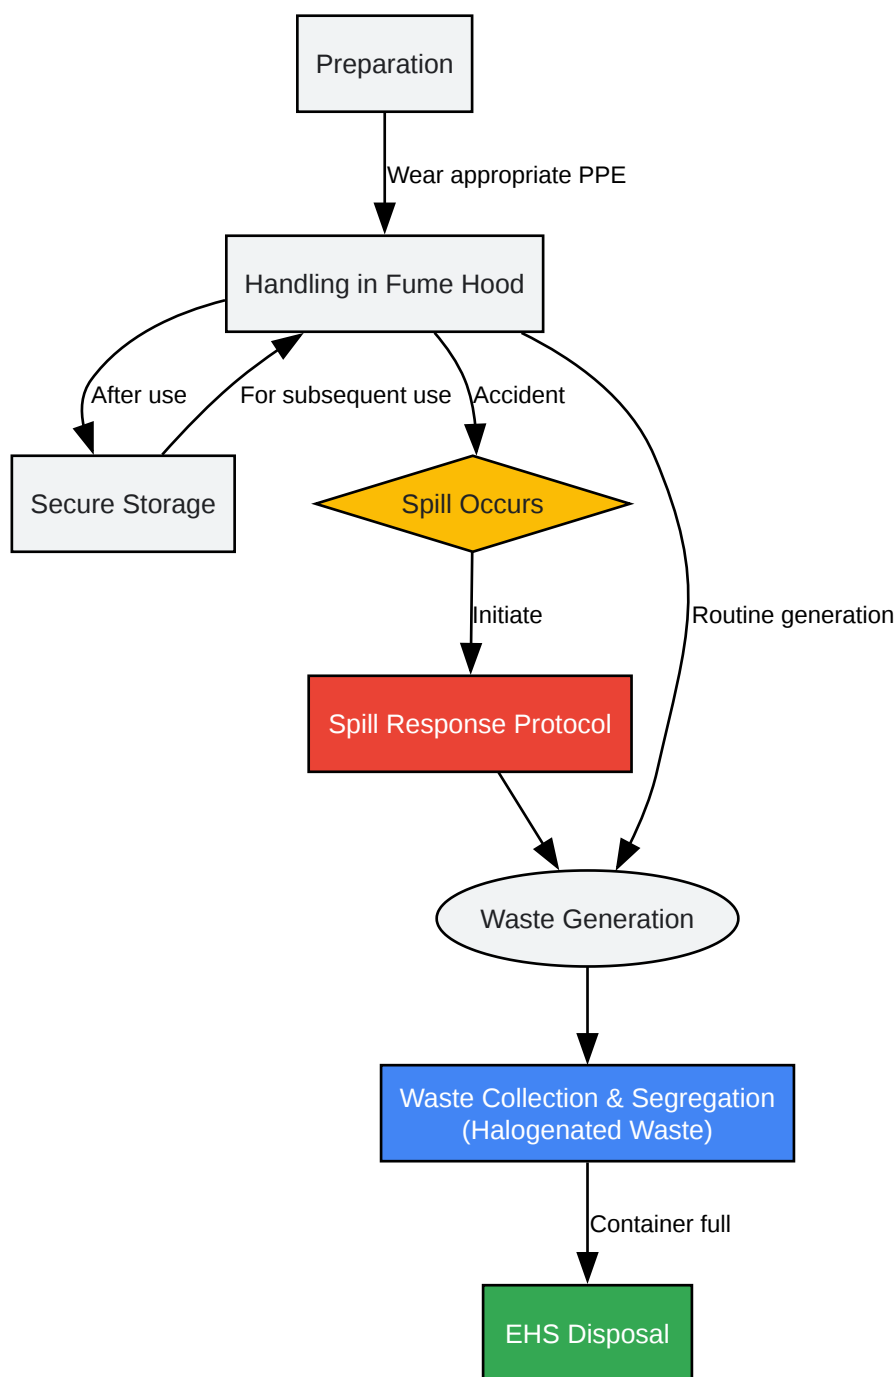 Preparation
Wear appropriate PPE
Handling in Fume Hood
After use
For subsequent use
Accident
Secure Storage
Spill Occurs
Initiate
Routine generation
Spill Response Protocol
Waste Generation
Waste Collection & Segregation
(Halogenated Waste)
Container full
EHS Disposal